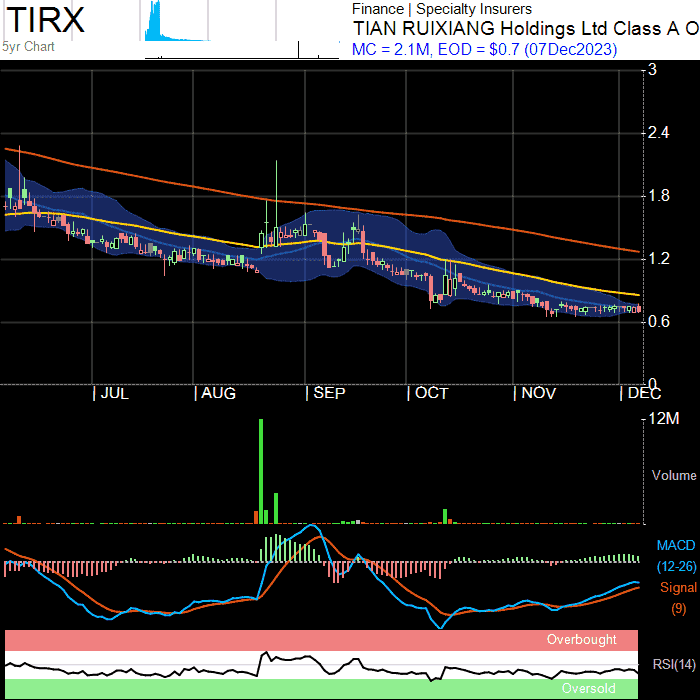 TIRX
5yr Chart
Finance | Specialty Insurers
TIAN RUIXIANG Holdings Ltd Class A O
MC = 2.1M, EOD = $0.7 (07Dec2023)
3
2.4
1.8
1.2
0.6
0
| JUL | AUG | SEP | OCT | NOV | DEC
12M
Volume
MACD
(12-26)
Signal
(9)
Overbought
RSI(14)
Oversold